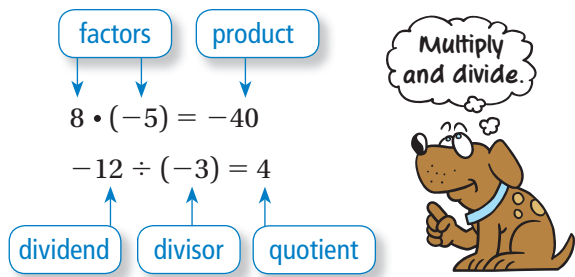 factors product
Multiply
and divide.
8 • (−5) = −40
−12 ÷ (−3) = 4
dividend divisor quotient